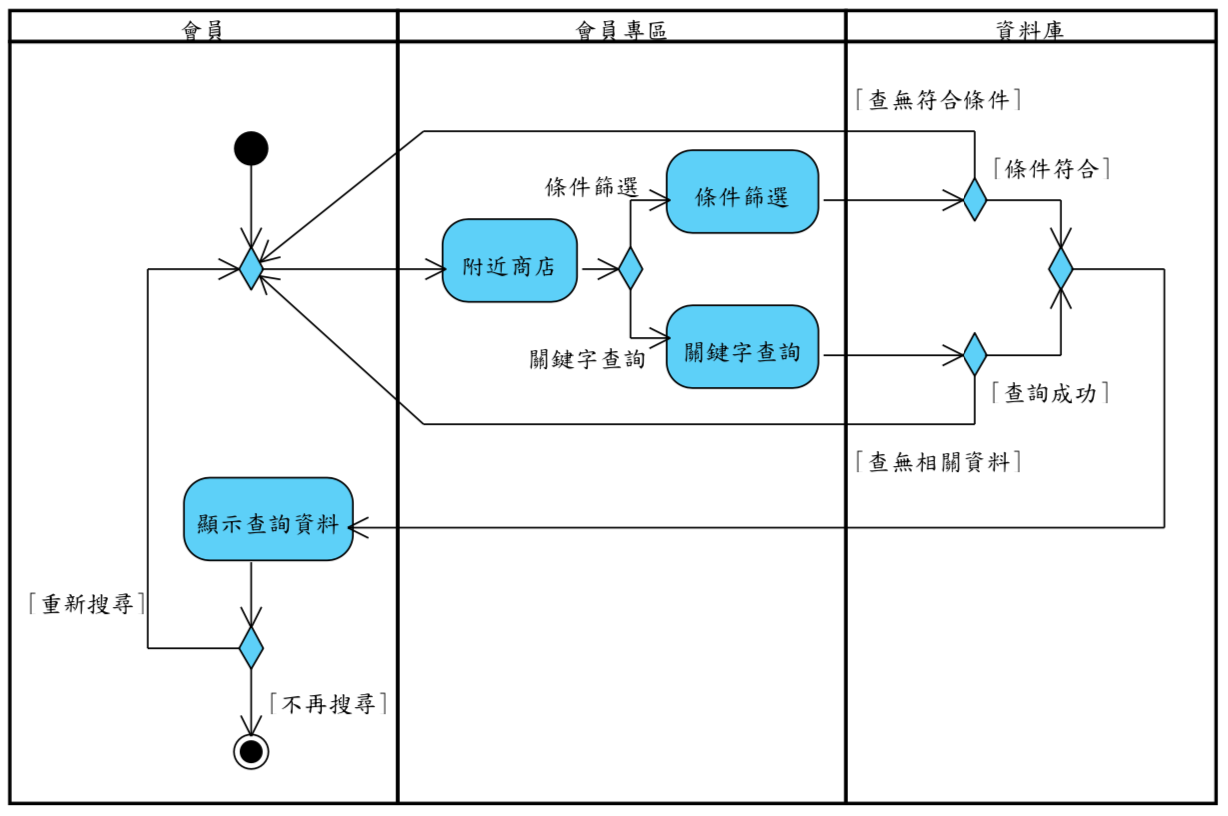 會員
會員專區
資料庫
「查無符合條件」
「條件符合」
條件篩選
條件篩選
附近商店
關鍵字查詢
關鍵字查詢
「查詢成功」
「查無相關資料」
顯示查詢資料
「重新搜尋」
「不再搜尋」